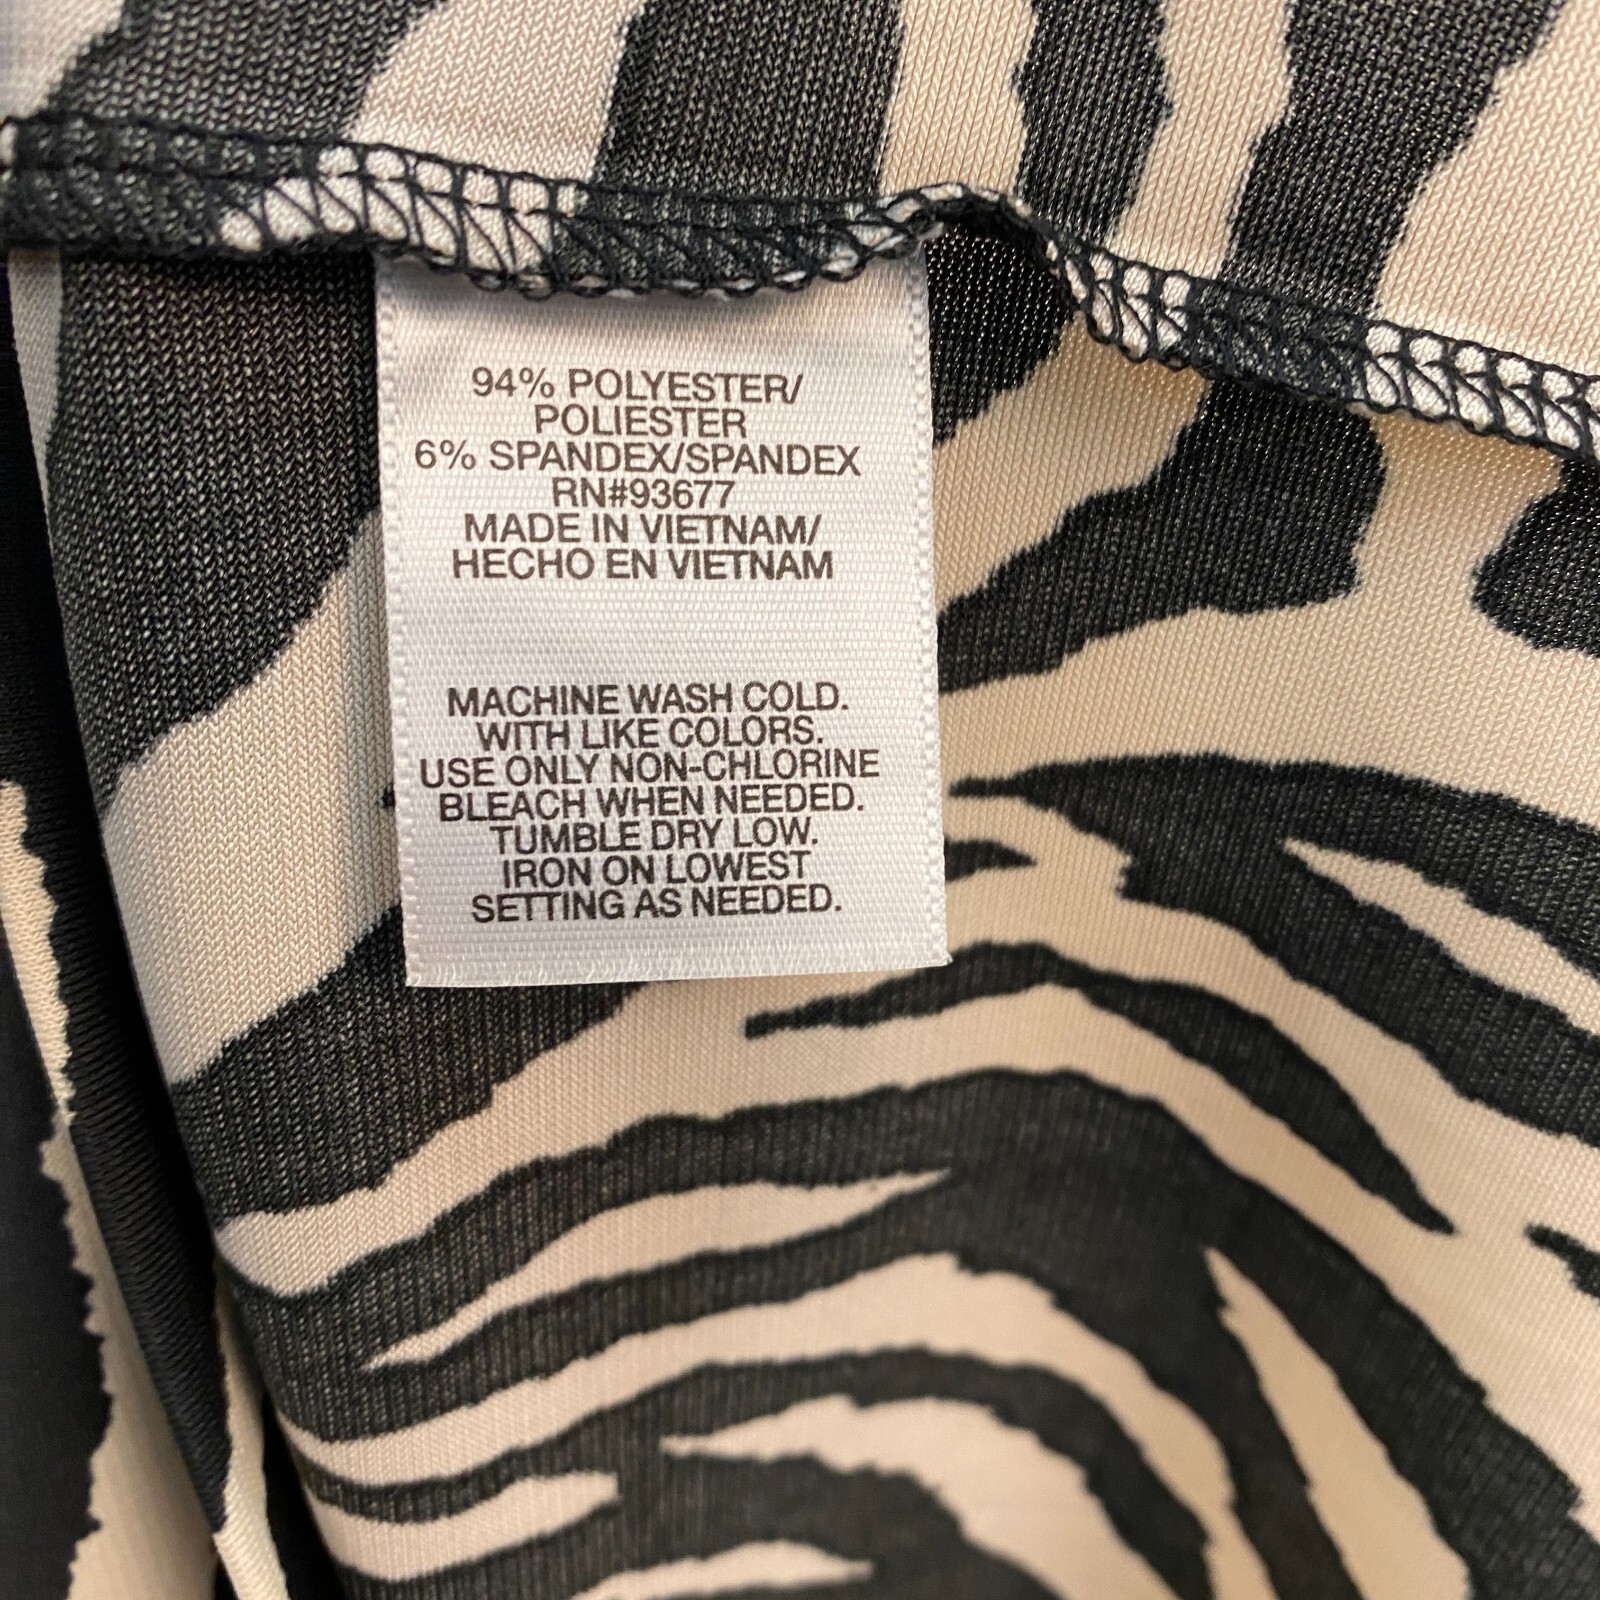 94% POLYESTER/
POLIESTER
6% SPANDEX/SPANDEX
RN#93677
MADE IN VIETNAM/
HECHO EN VIETNAM
MACHINE WASH COLD.
WITH LIKE COLORS.
USE ONLY NON-CHLORINE
BLEACH WHEN NEEDED.
TUMBLE DRY LOW.
IRON ON LOWEST
SETTING AS NEEDED.